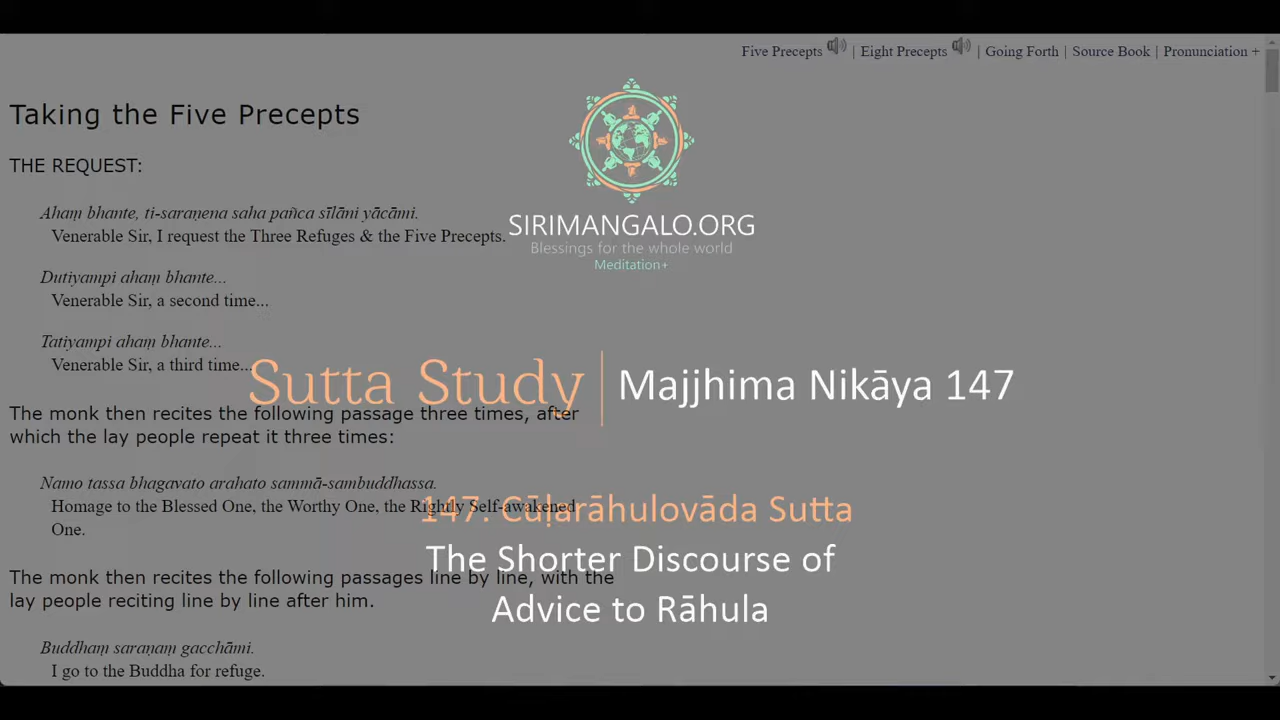 Five Precepts | Eight Precepts | Going Forth | Source Book | Pronunciation +
Taking the Five Precepts
THE REQUEST:
Ahaṃ bhante, ti-saraṇena saha pañca sīlāni yācāmi.
Venerable Sir, I request the Three Refuges & the Five Precepts.
Dutiyampi ahaṃ bhante...
Venerable Sir, a second time...
Tatiyampi ahaṃ bhante...
Venerable Sir, a third time...
The monk then recites the following passage three times, after
which the lay people repeat it three times:
Namo tassa bhagavato arahato sammā-sambuddhassa.
Homage to the Blessed One, the Worthy One, the Rightly Self-awakened
One.
The monk then recites the following passages line by line, with the
lay people reciting line by line after him.
Buddhaṃ saraṇaṃ gacchāmi.
I go to the Buddha for refuge.
SIRIMANGALO.ORG
Blessings for the whole world
Meditation+
Sutta Study | Majjhima Nikāya 147
147. Cūḷarāhulovāda Sutta
The Shorter Discourse of
Advice to Rāhula